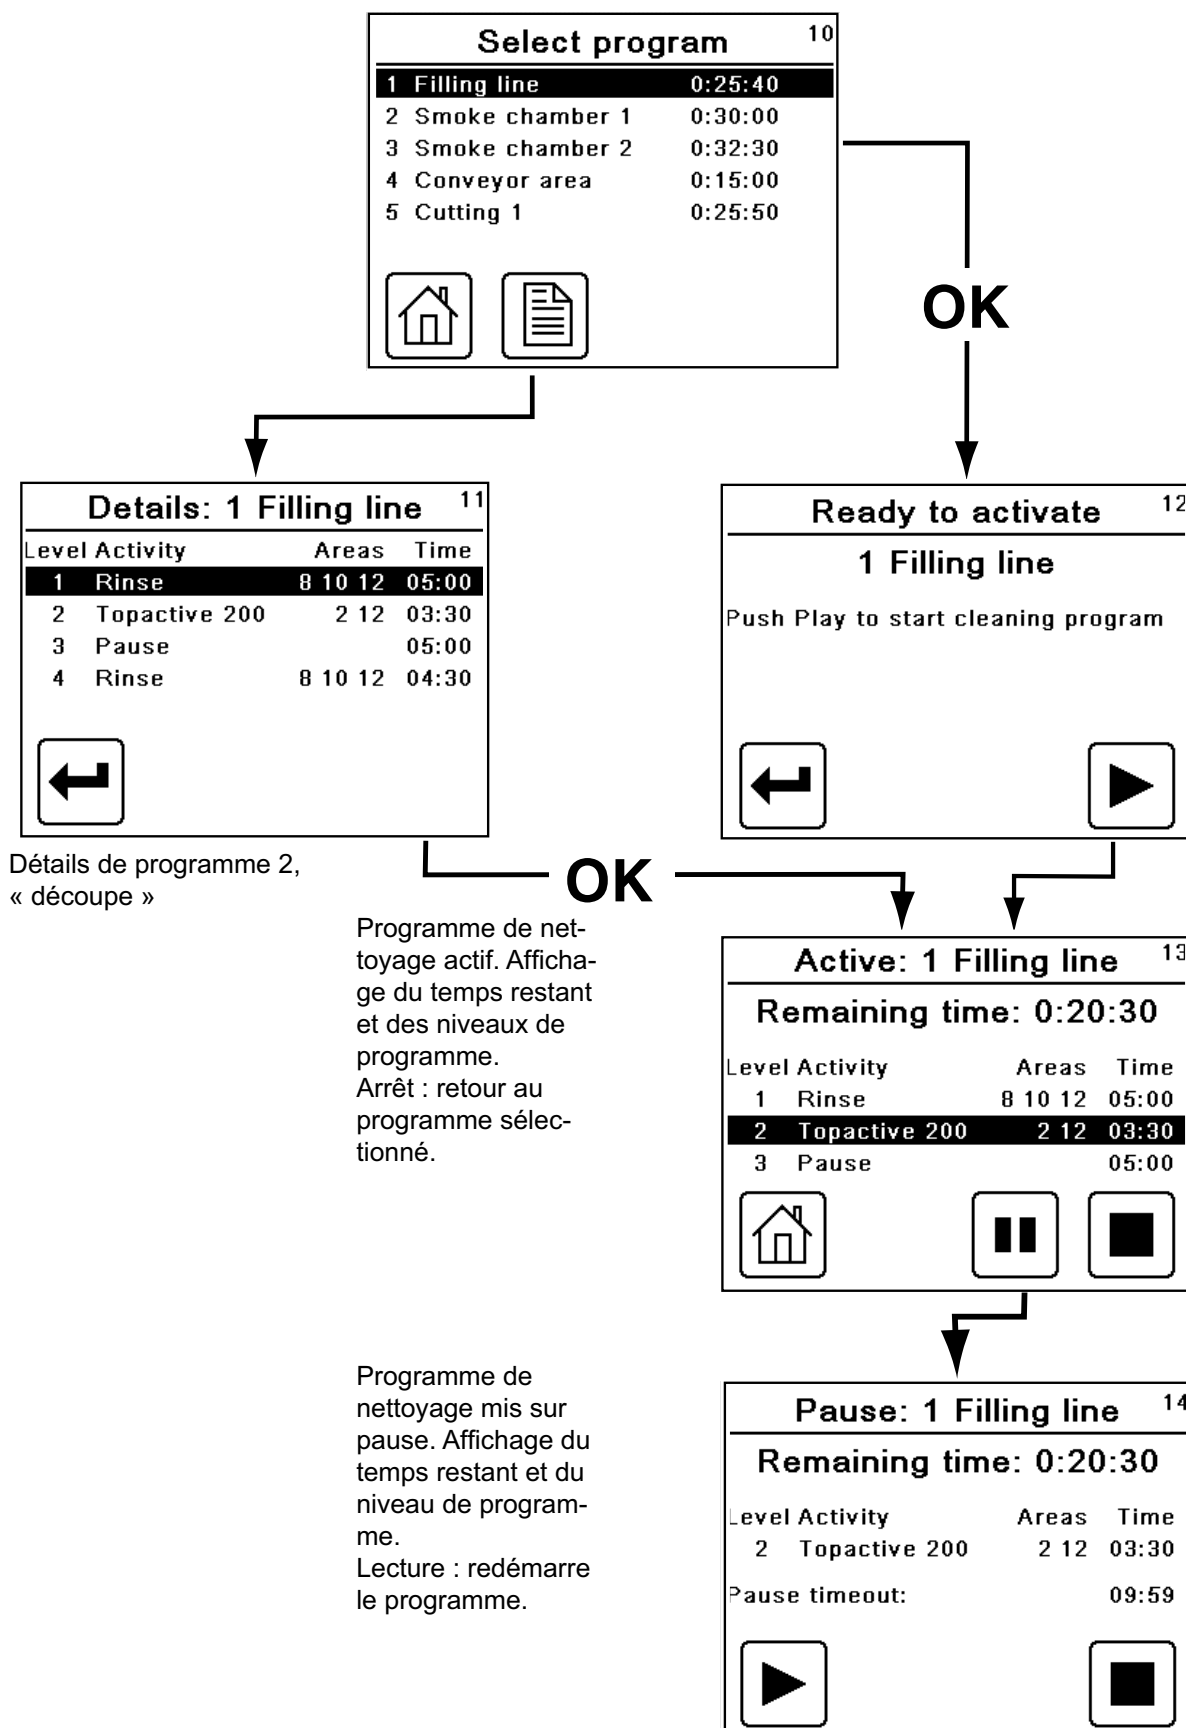 Select program 10
1 Filling line 0:25:40
2 Smoke chamber 1 0:30:00
3 Smoke chamber 2 0:32:30
4 Conveyor area 0:15:00
5 Cutting 1 0:25:50
OK
Details: 1 Filling line 11
Level Activity Areas Time
1 Rinse 8 10 12 05:00
2 Topactive 200 2 12 03:30
3 Pause 05:00
4 Rinse 8 10 12 04:30
Détails de programme 2,
« découpe »
Ready to activate 12
1 Filling line
Push Play to start cleaning program
OK
Programme de net-
toyage actif. Afficha-
ge du temps restant
et des niveaux de
programme.
Arrêt : retour au
programme sélec-
tionné.
Active: 1 Filling line 13
Remaining time: 0:20:30
Level Activity Areas Time
1 Rinse 8 10 12 05:00
2 Topactive 200 2 12 03:30
3 Pause 05:00
Programme de
nettoyage mis sur
pause. Affichage du
temps restant et du
niveau de program-
me.
Lecture : redémarre
le programme.
Pause: 1 Filling line 14
Remaining time: 0:20:30
Level Activity Areas Time
2 Topactive 200 2 12 03:30
Pause timeout: 09:59